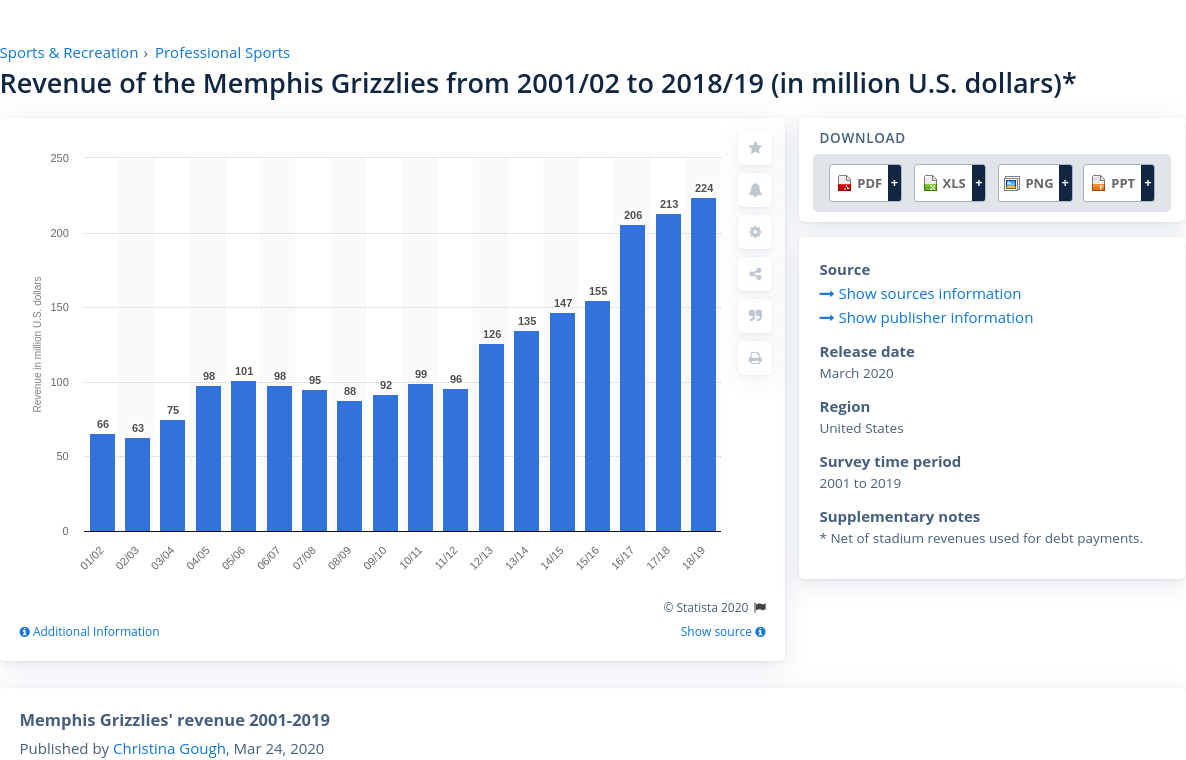 Sports & Recreation › Professional Sports
Revenue of the Memphis Grizzlies from 2001/02 to 2018/19 (in million U.S. dollars)*
Revenue in million U.S. dollars
250
200
150
100
50
0
66
63
75
98
101
98
95
88
92
99
96
126
135
147
155
206
213
224
01/02
02/03
03/04
04/05
05/06
06/07
07/08
08/09
09/10
10/11
11/12
12/13
13/14
14/15
15/16
16/17
17/18
18/19
© Statista 2020
Additional Information
Show source
DOWNLOAD
PDF + XLS + PNG + PPT +
Source
Show sources information
Show publisher information
Release date
March 2020
Region
United States
Survey time period
2001 to 2019
Supplementary notes
* Net of stadium revenues used for debt payments.
Memphis Grizzlies' revenue 2001-2019
Published by Christina Gough, Mar 24, 2020